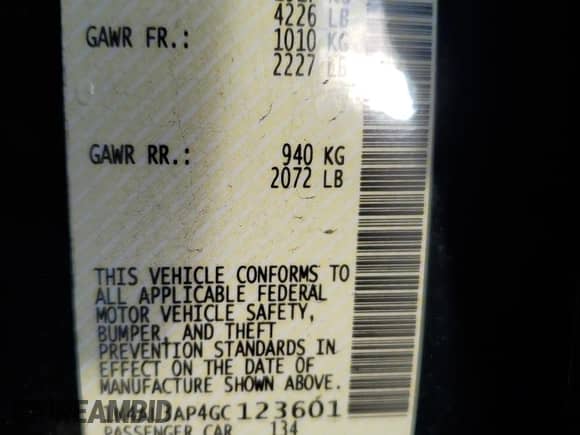 4226 LB
GAWR FR.: 1010 KG
2227 LB
GAWR RR.: 940 KG
2072 LB
THIS VEHICLE CONFORMS TO
ALL APPLICABLE FEDERAL
MOTOR VEHICLE SAFETY,
BUMPER, AND THEFT
PREVENTION STANDARDS IN
EFFECT ON THE DATE OF
MANUFACTURE SHOWN ABOVE.
123601
PASSENGER CAR 134